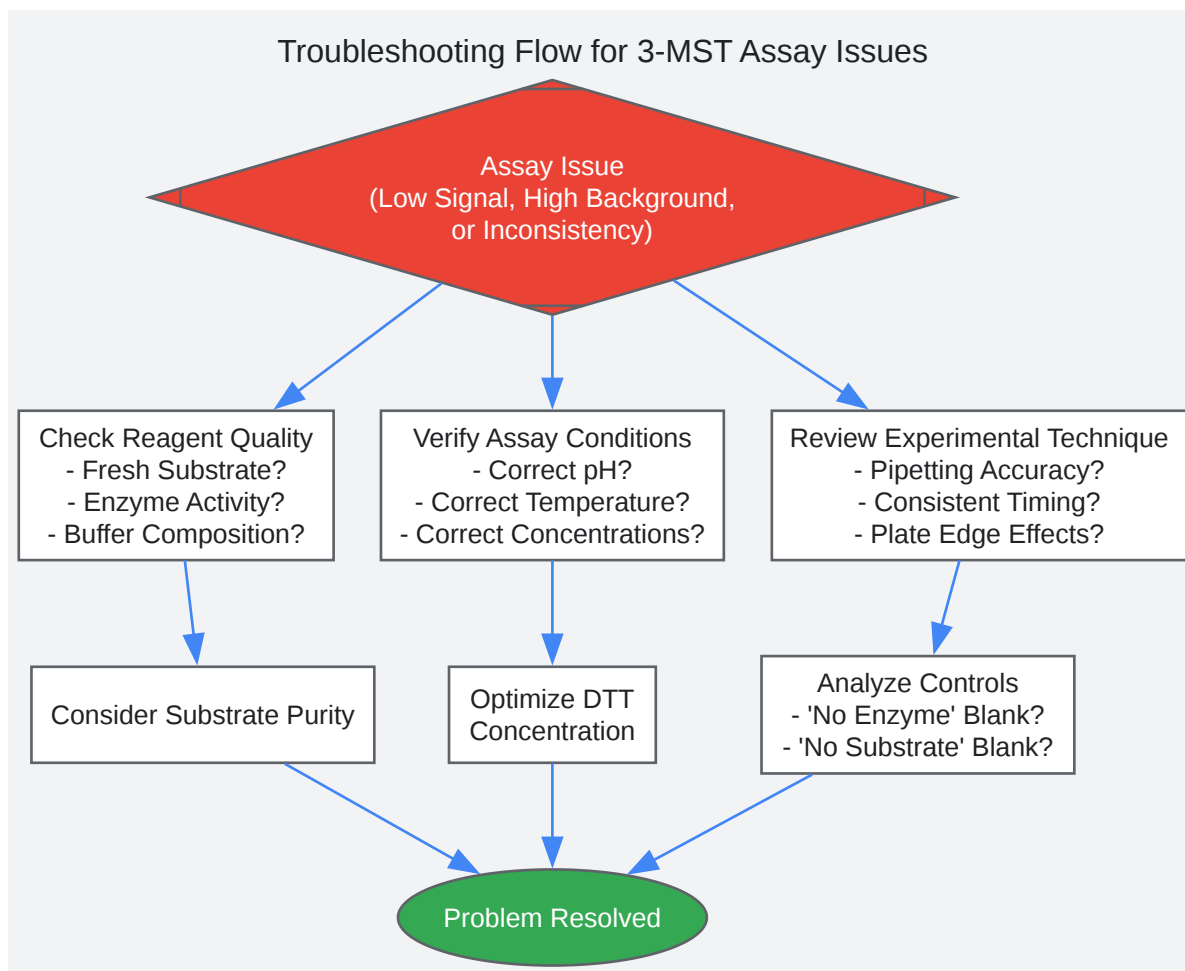 Troubleshooting Flow for 3-MST Assay Issues
Assay Issue
(Low Signal, High Background,
or Inconsistency)
Check Reagent Quality
- Fresh Substrate?
- Enzyme Activity?
- Buffer Composition?
Verify Assay Conditions
- Correct pH?
- Correct Temperature?
- Correct Concentrations?
Review Experimental Technique
- Pipetting Accuracy?
- Consistent Timing?
- Plate Edge Effects?
Consider Substrate Purity
Optimize DTT
Concentration
Analyze Controls
- 'No Enzyme' Blank?
- 'No Substrate' Blank?
Problem Resolved